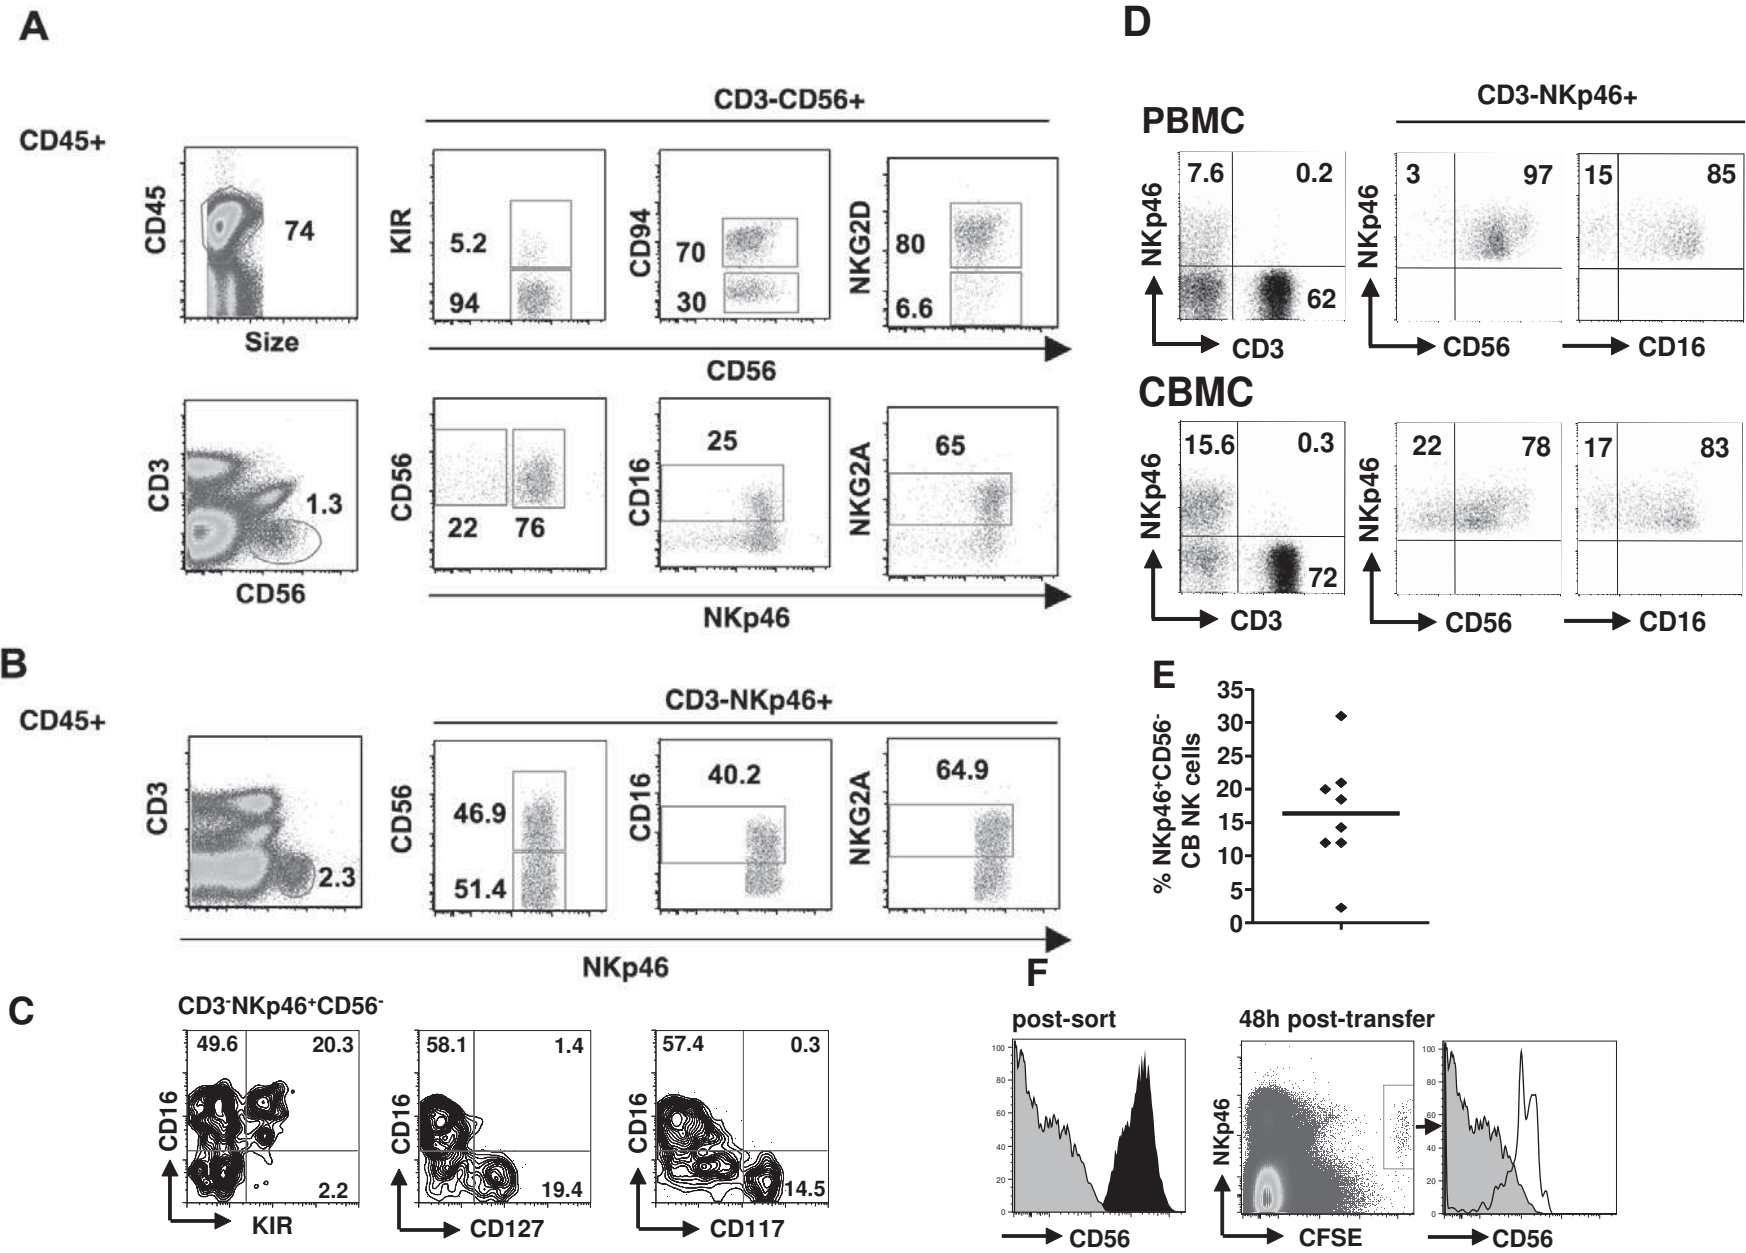 A
CD3-CD56+
CD45+
CD45
74
Size
KIR
5.2
94
CD94
70
30
NKG2D
80
6.6
CD56
CD3
1.3
CD56
CD56
22
76
CD16
25
NKG2A
65
NKp46
B
CD3-NKp46+
CD45+
CD3
2.3
CD56
46.9
51.4
CD16
40.2
NKG2A
64.9
NKp46
C
CD3-NKp46+CD56-
CD16
49.6
20.3
2.2
KIR
CD16
58.1
1.4
19.4
CD127
CD16
57.4
0.3
14.5
CD117
D
CD3-NKp46+
PBMC
NKp46
7.6
0.2
62
CD3
NKp46
3
97
CD56
15
85
CD16
CBMC
NKp46
15.6
0.3
72
CD3
NKp46
22
78
CD56
17
83
CD16
E
% NKp46+CD56-
CB NK cells
35
30
25
20
15
10
5
0
F
post-sort
100
80
60
40
20
0
CD56
48h post-transfer
NKp46
CFSE
100
80
60
40
20
0
CD56